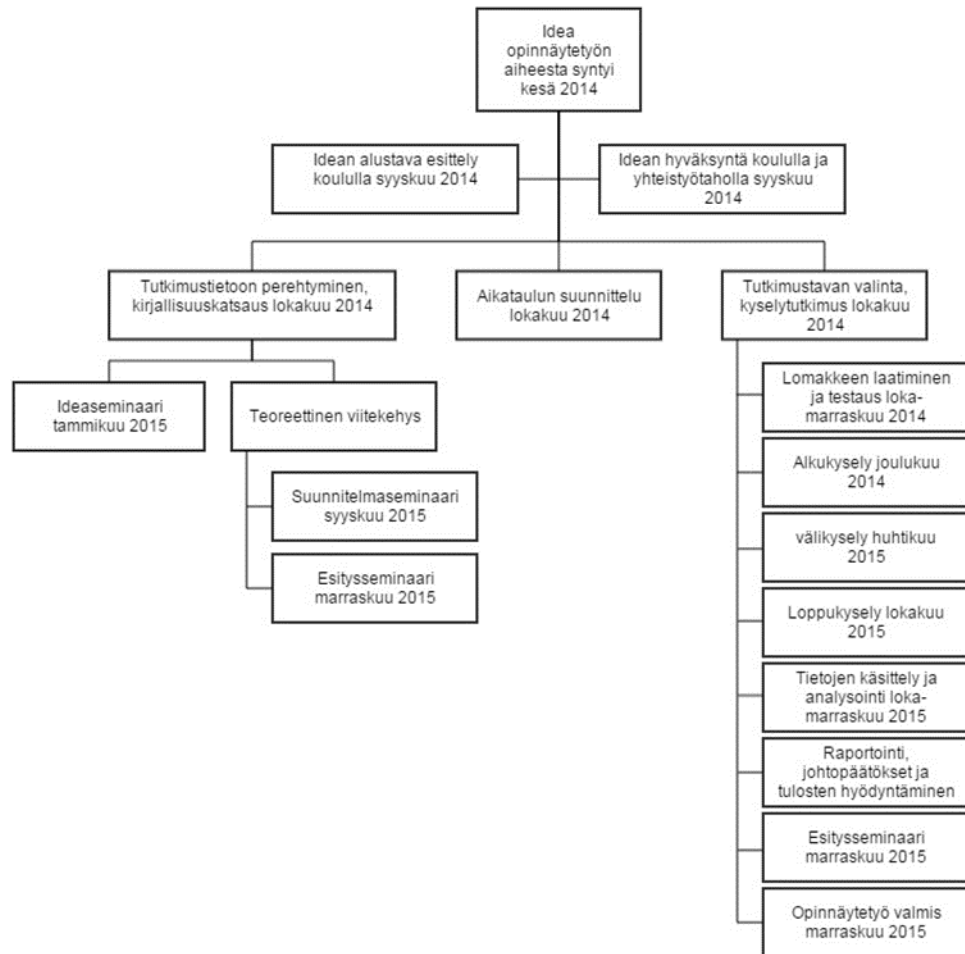 Idea
opinnäytetyön
aiheesta syntyi
kesä 2014
Idean alustava esittely
koululla syyskuu 2014
Idean hyväksyntä koululla ja
yhteistyötaholla syyskuu
2014
Tutkimustietoon perehtyminen,
kirjallisuuskatsaus lokakuu 2014
Aikataulun suunnittelu
lokakuu 2014
Tutkimustavan valinta,
kyselytutkimus lokakuu
2014
Ideaseminaari
tammikuu 2015
Teoreettinen viitekehys
Suunnitelmaseminaari
syyskuu 2015
Esitysseminaari
marraskuu 2015
Lomakkeen laatiminen
ja testaus loka-
marraskuu 2014
Alkukysely joulukuu
2014
välikysely huhtikuu
2015
Loppukysely lokakuu
2015
Tietojen käsittely ja
analysointi loka-
marraskuu 2015
Raportointi,
johtopäätökset ja
tulosten hyödyntäminen
Esitysseminaari
marraskuu 2015
Opinnäytetyö valmis
marraskuu 2015